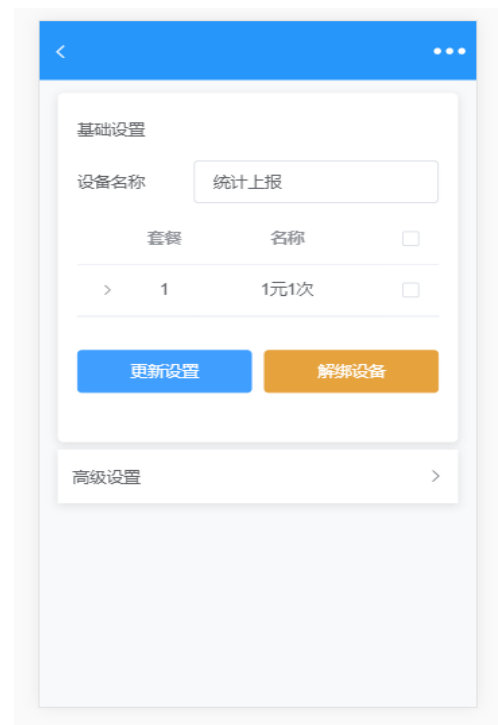 基础设置
设备名称 统计上报
套餐 名称
1 1元1次
更新设置 解绑设备
高级设置